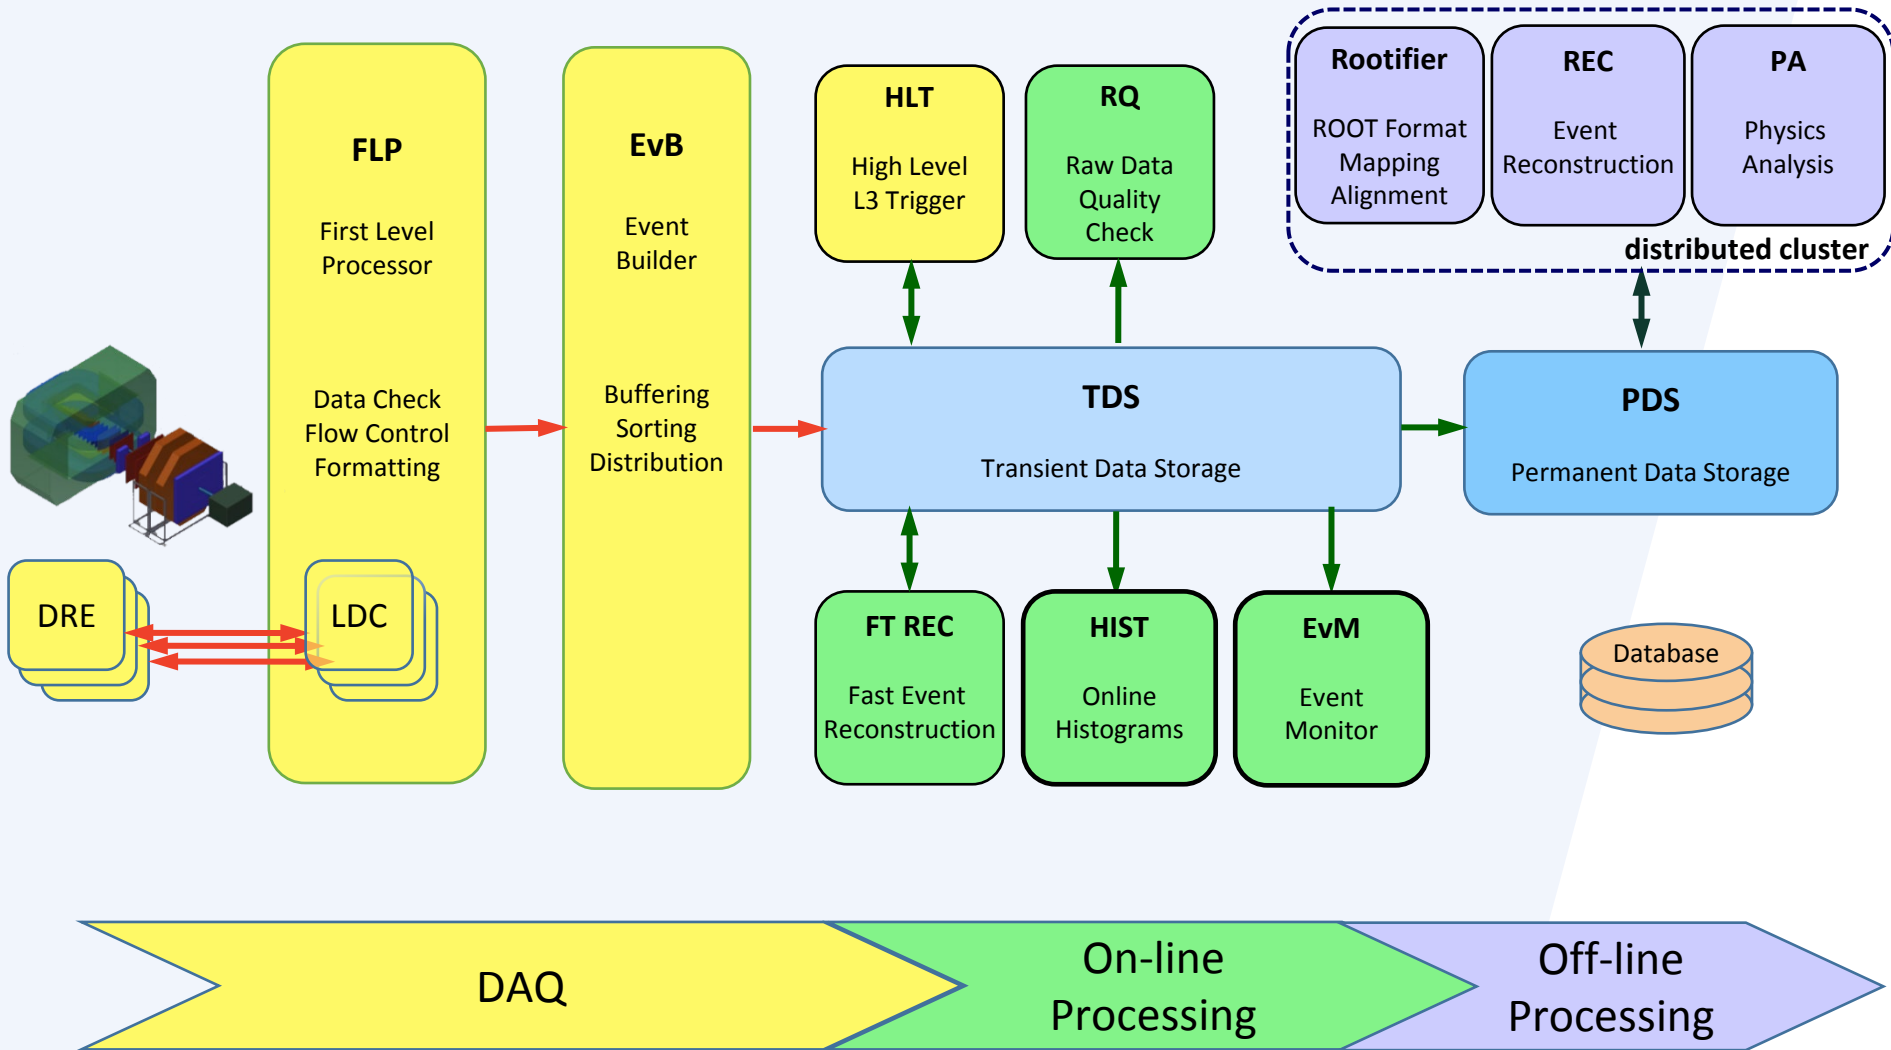 FLP
First Level
Processor
Data Check
Flow Control
Formatting
DRE
LDC
EvB
Event
Builder
Buffering
Sorting
Distribution
HLT
High Level
L3 Trigger
RQ
Raw Data
Quality
Check
Rootifier
ROOT Format
Mapping
Alignment
REC
Event
Reconstruction
PA
Physics
Analysis
distributed cluster
TDS
Transient Data Storage
PDS
Permanent Data Storage
FT REC
Fast Event
Reconstruction
HIST
Online
Histograms
EvM
Event
Monitor
Database
DAQ
On-line
Processing
Off-line
Processing